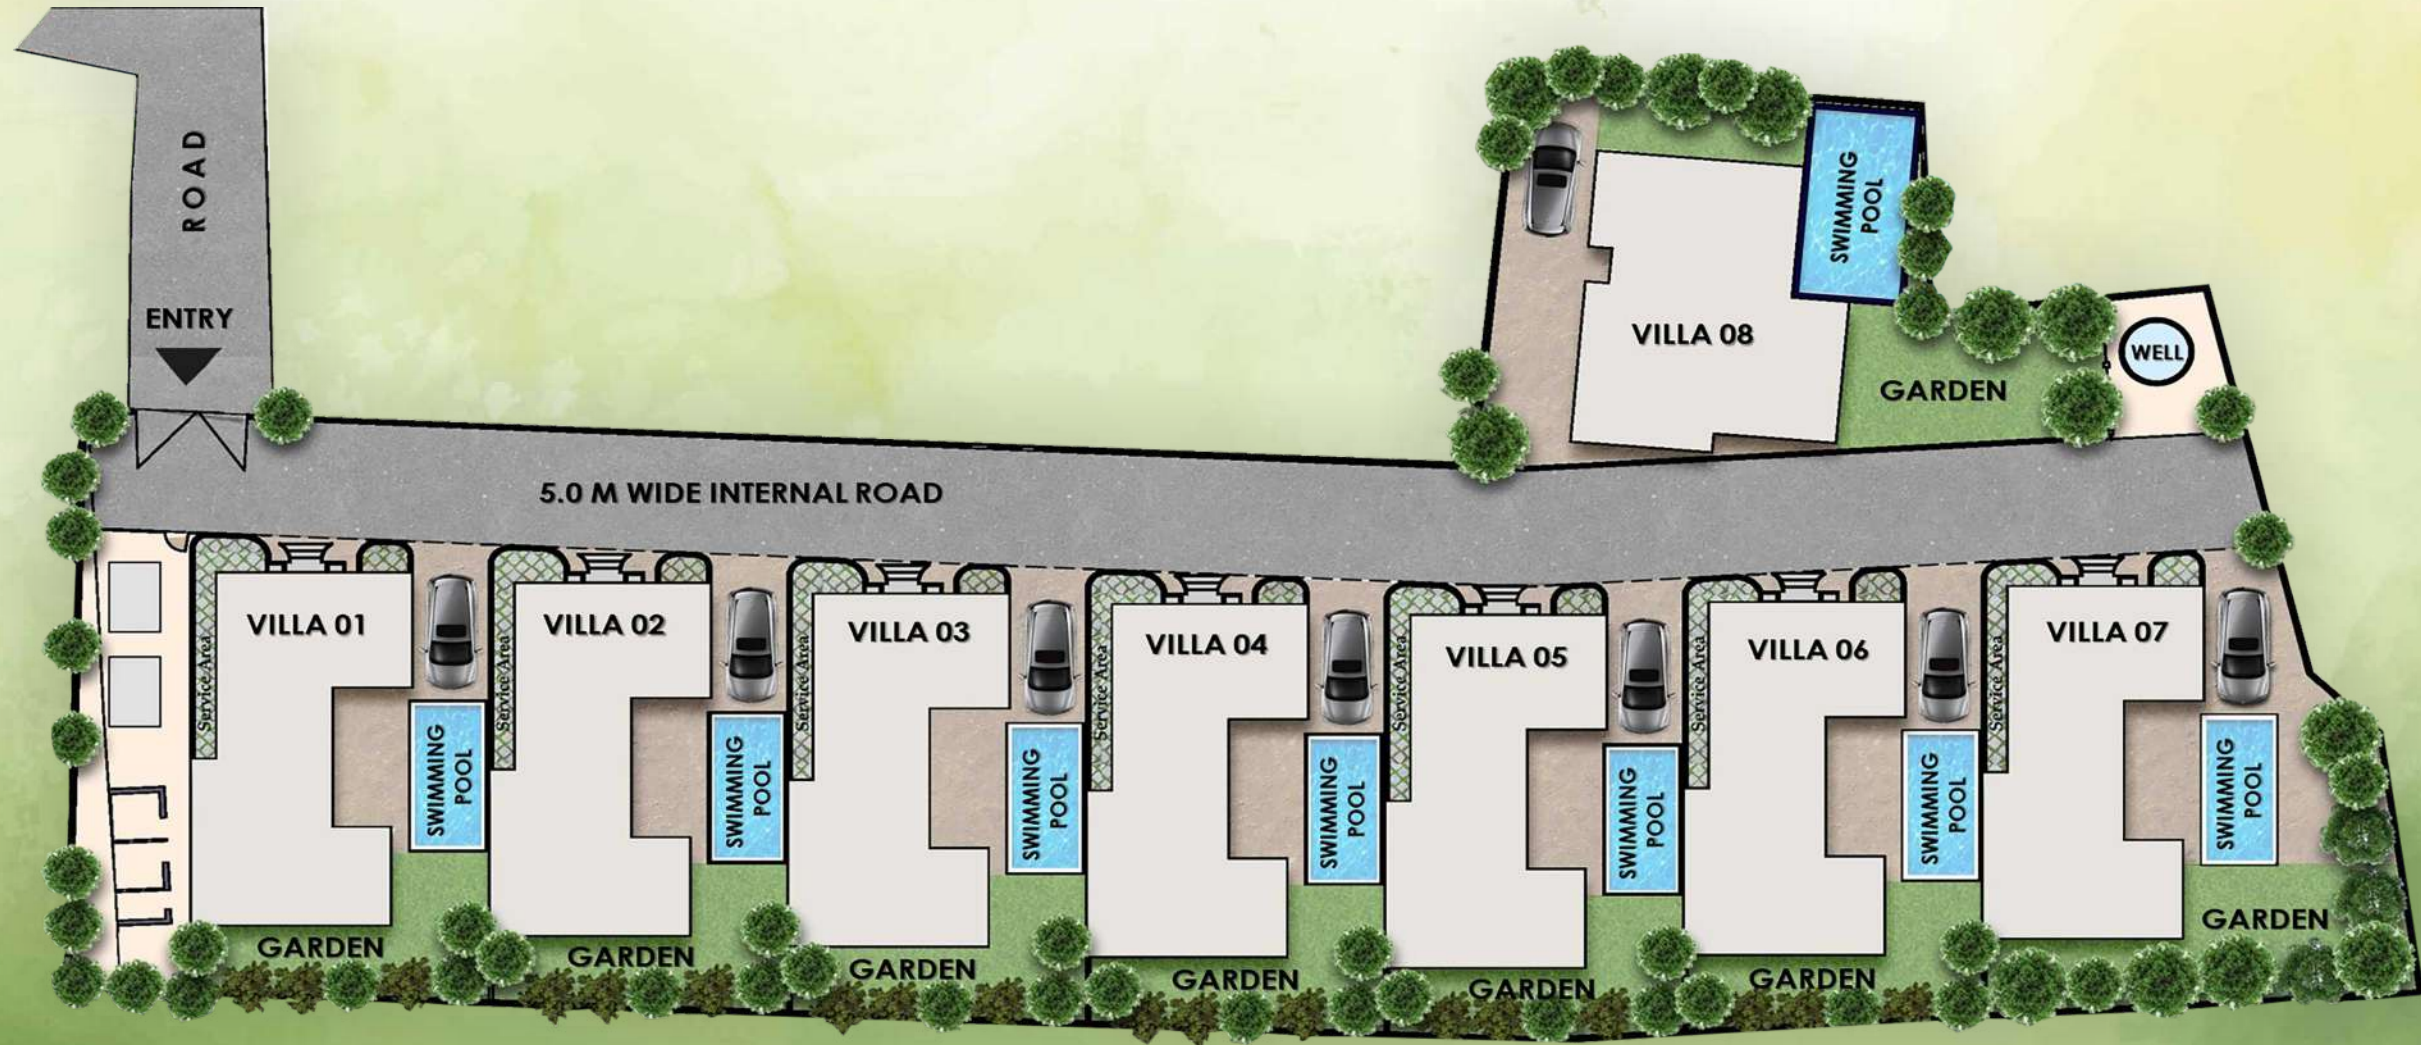 ROAD
ENTRY
5.0 M WIDE INTERNAL ROAD
SWIMMING
POOL
VILLA 08
WELL
GARDEN
VILLA 01
Service Area
SWIMMING
POOL
GARDEN
VILLA 02
Service Area
SWIMMING
POOL
GARDEN
VILLA 03
Service Area
SWIMMING
POOL
GARDEN
VILLA 04
Service Area
SWIMMING
POOL
GARDEN
VILLA 05
Service Area
SWIMMING
POOL
GARDEN
VILLA 06
Service Area
SWIMMING
POOL
GARDEN
VILLA 07
Service Area
SWIMMING
POOL
GARDEN